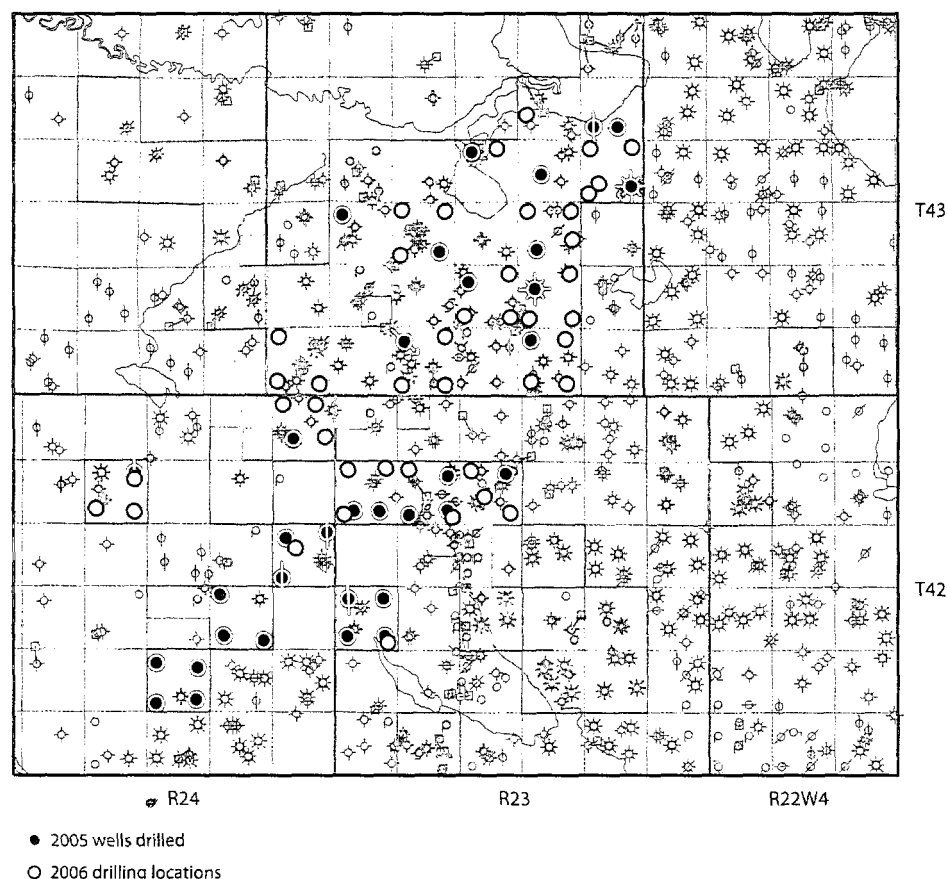 T43
T42
R24 R23 R22W4
● 2005 wells drilled
○ 2006 drilling locations